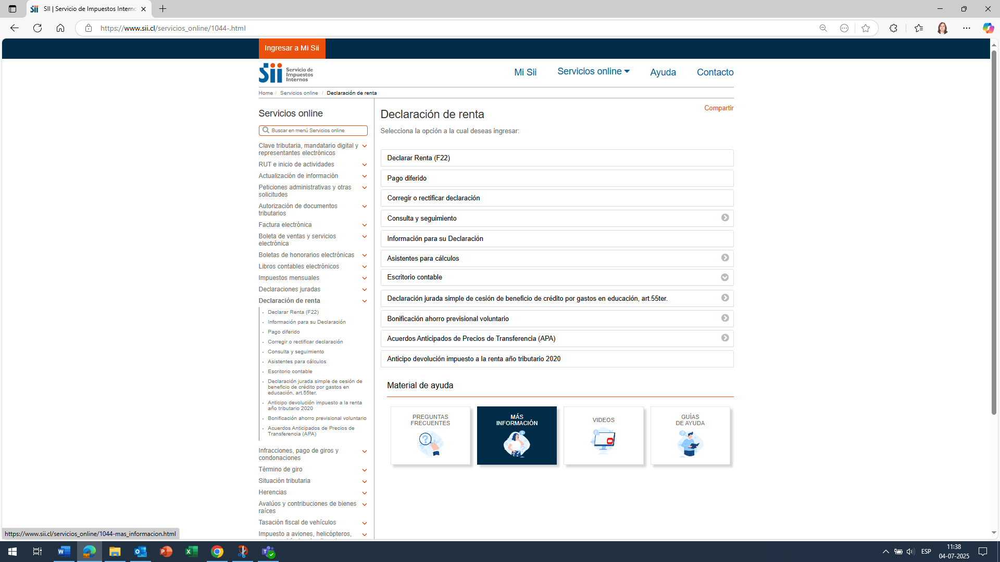 SII | Servicio de Impuestos Interno
https://www.sii.cl/servicios_online/1044-.html
Ingresar a Mi Sii
Sii Servicio de
Impuestos
Internos
Mi Sii
Servicios online
Ayuda
Contacto
Home / Servicios online / Declaración de renta
Servicios online
Buscar en menú Servicios online
Clave tributaria, mandatario digital y
representantes electrónicos
RUT e inicio de actividades
Actualización de información
Peticiones administrativas y otras
solicitudes
Autorización de documentos
tributarios
Factura electrónica
Boleta de ventas y servicios
electrónica
Boletas de honorarios electrónicas
Libros contables electrónicos
Impuestos mensuales
Declaraciones juradas
Declaración de renta
Declarar Renta (F22)
Información para su Declaración
Pago diferido
Corregir o rectificar declaración
Consulta y seguimiento
Asistentes para cálculos
Escritorio contable
Declaración jurada simple de cesión de
beneficio de crédito por gastos en
educación, art.55ter.
Anticipo devolución impuesto a la renta
año tributario 2020
Bonificación ahorro previsional voluntario
Acuerdos Anticipados de Precios de
Transferencia (APA)
Infracciones, pago de giros y
condonaciones
Término de giro
Situación tributaria
Herencias
Avalúos y contribuciones de bienes
raíces
Tasación fiscal de vehículos
Impuesto a aviones, helicópteros,
Compartir
Declaración de renta
Selecciona la opción a la cual deseas ingresar:
Declarar Renta (F22)
Pago diferido
Corregir o rectificar declaración
Consulta y seguimiento
Información para su Declaración
Asistentes para cálculos
Escritorio contable
Declaración jurada simple de cesión de beneficio de crédito por gastos en educación, art.55ter.
Bonificación ahorro previsional voluntario
Acuerdos Anticipados de Precios de Transferencia (APA)
Anticipo devolución impuesto a la renta año tributario 2020
Material de ayuda
PREGUNTAS
FRECUENTES
MÁS
INFORMACIÓN
VIDEOS
GUÍAS
DE AYUDA
https://www.sii.cl/servicios_online/1044-mas_informacion.html
ESP
11:38
04-07-2025